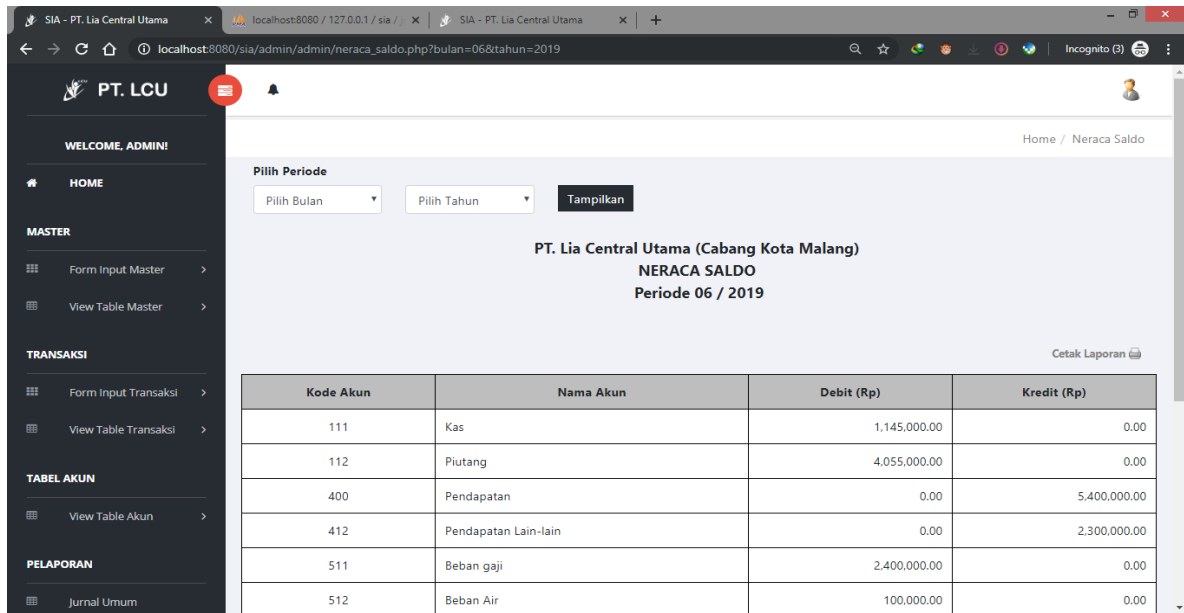 SIA - PT. Lia Central Utama
localhost:8080 / 127.0.0.1 / sia /
SIA - PT. Lia Central Utama
localhost:8080/sia/admin/admin/neraca_saldo.php?bulan=06&tahun=2019
Incognito (3)
PT. LCU
WELCOME, ADMIN!
HOME
MASTER
Form Input Master
View Table Master
TRANSAKSI
Form Input Transaksi
View Table Transaksi
TABEL AKUN
View Table Akun
PELAPORAN
Jurnal Umum
Home / Neraca Saldo
Pilih Periode
Pilih Bulan
Pilih Tahun
Tampilkan
PT. Lia Central Utama (Cabang Kota Malang)
NERACA SALDO
Periode 06 / 2019
Cetak Laporan
Kode Akun Nama Akun Debit (Rp) Kredit (Rp)
111 Kas 1,145,000.00 0.00
112 Piutang 4,055,000.00 0.00
400 Pendapatan 0.00 5,400,000.00
412 Pendapatan Lain-lain 0.00 2,300,000.00
511 Beban gaji 2,400,000.00 0.00
512 Beban Air 100,000.00 0.00